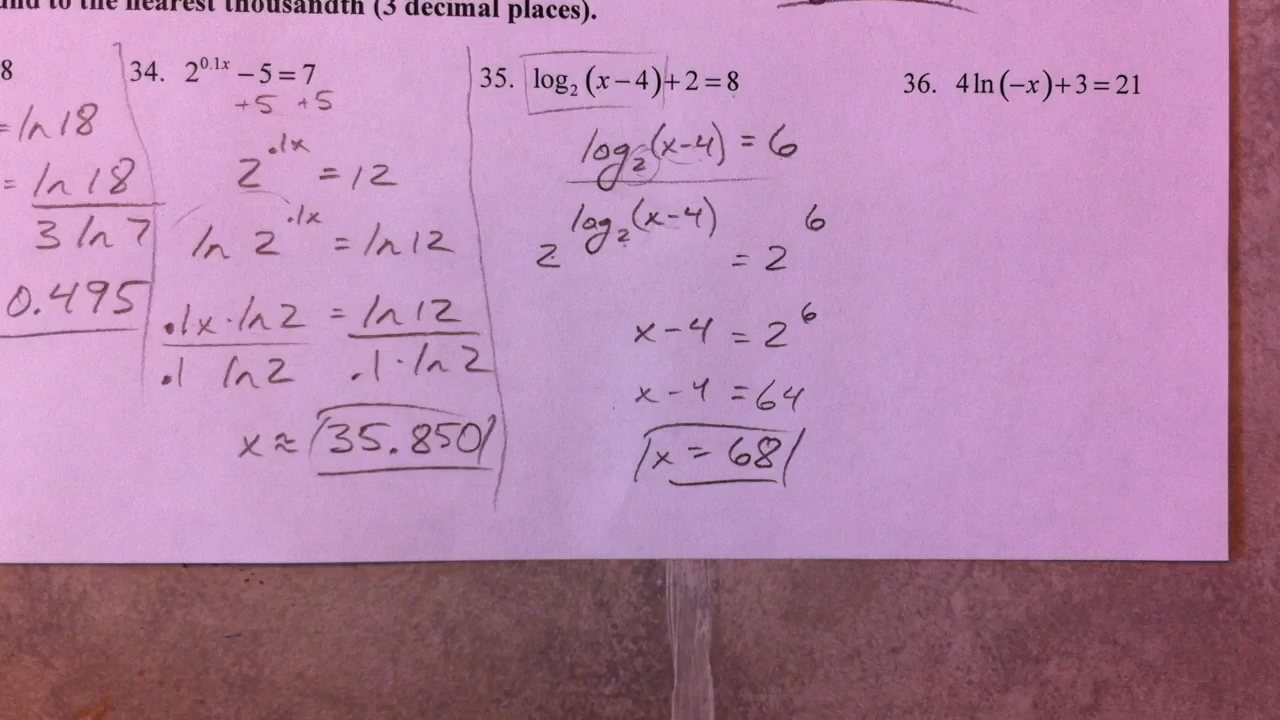 nd to the nearest thousandth (3 decimal places).
8
= ln 18
= ln 18
3 ln 7
0.495
34. 2^0.1x − 5 = 7
+5 +5
2^.1x = 12
ln 2^.1x = ln 12
.1x · ln 2 = ln 12
.1 ln 2 .1 · ln 2
x ≈ 35.850
35. log₂(x−4)+2=8
log₂(x−4) = 6
2^log₂(x−4) = 2^6
x−4 = 2^6
x−4 = 64
x = 68
36. 4ln(−x)+3=21